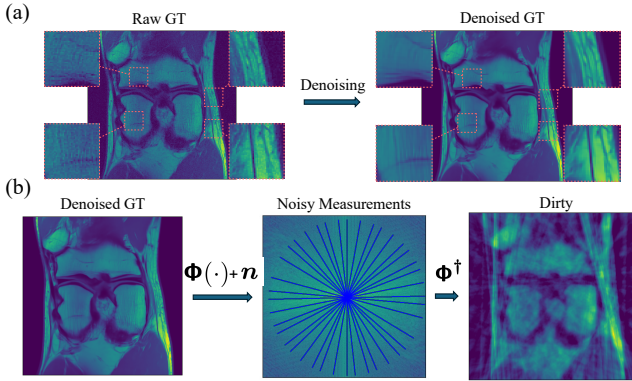 (a)
Raw GT
Denoised GT
Denoising
(b)
Denoised GT
Noisy Measurements
Dirty
Φ(·)+n
Φ†